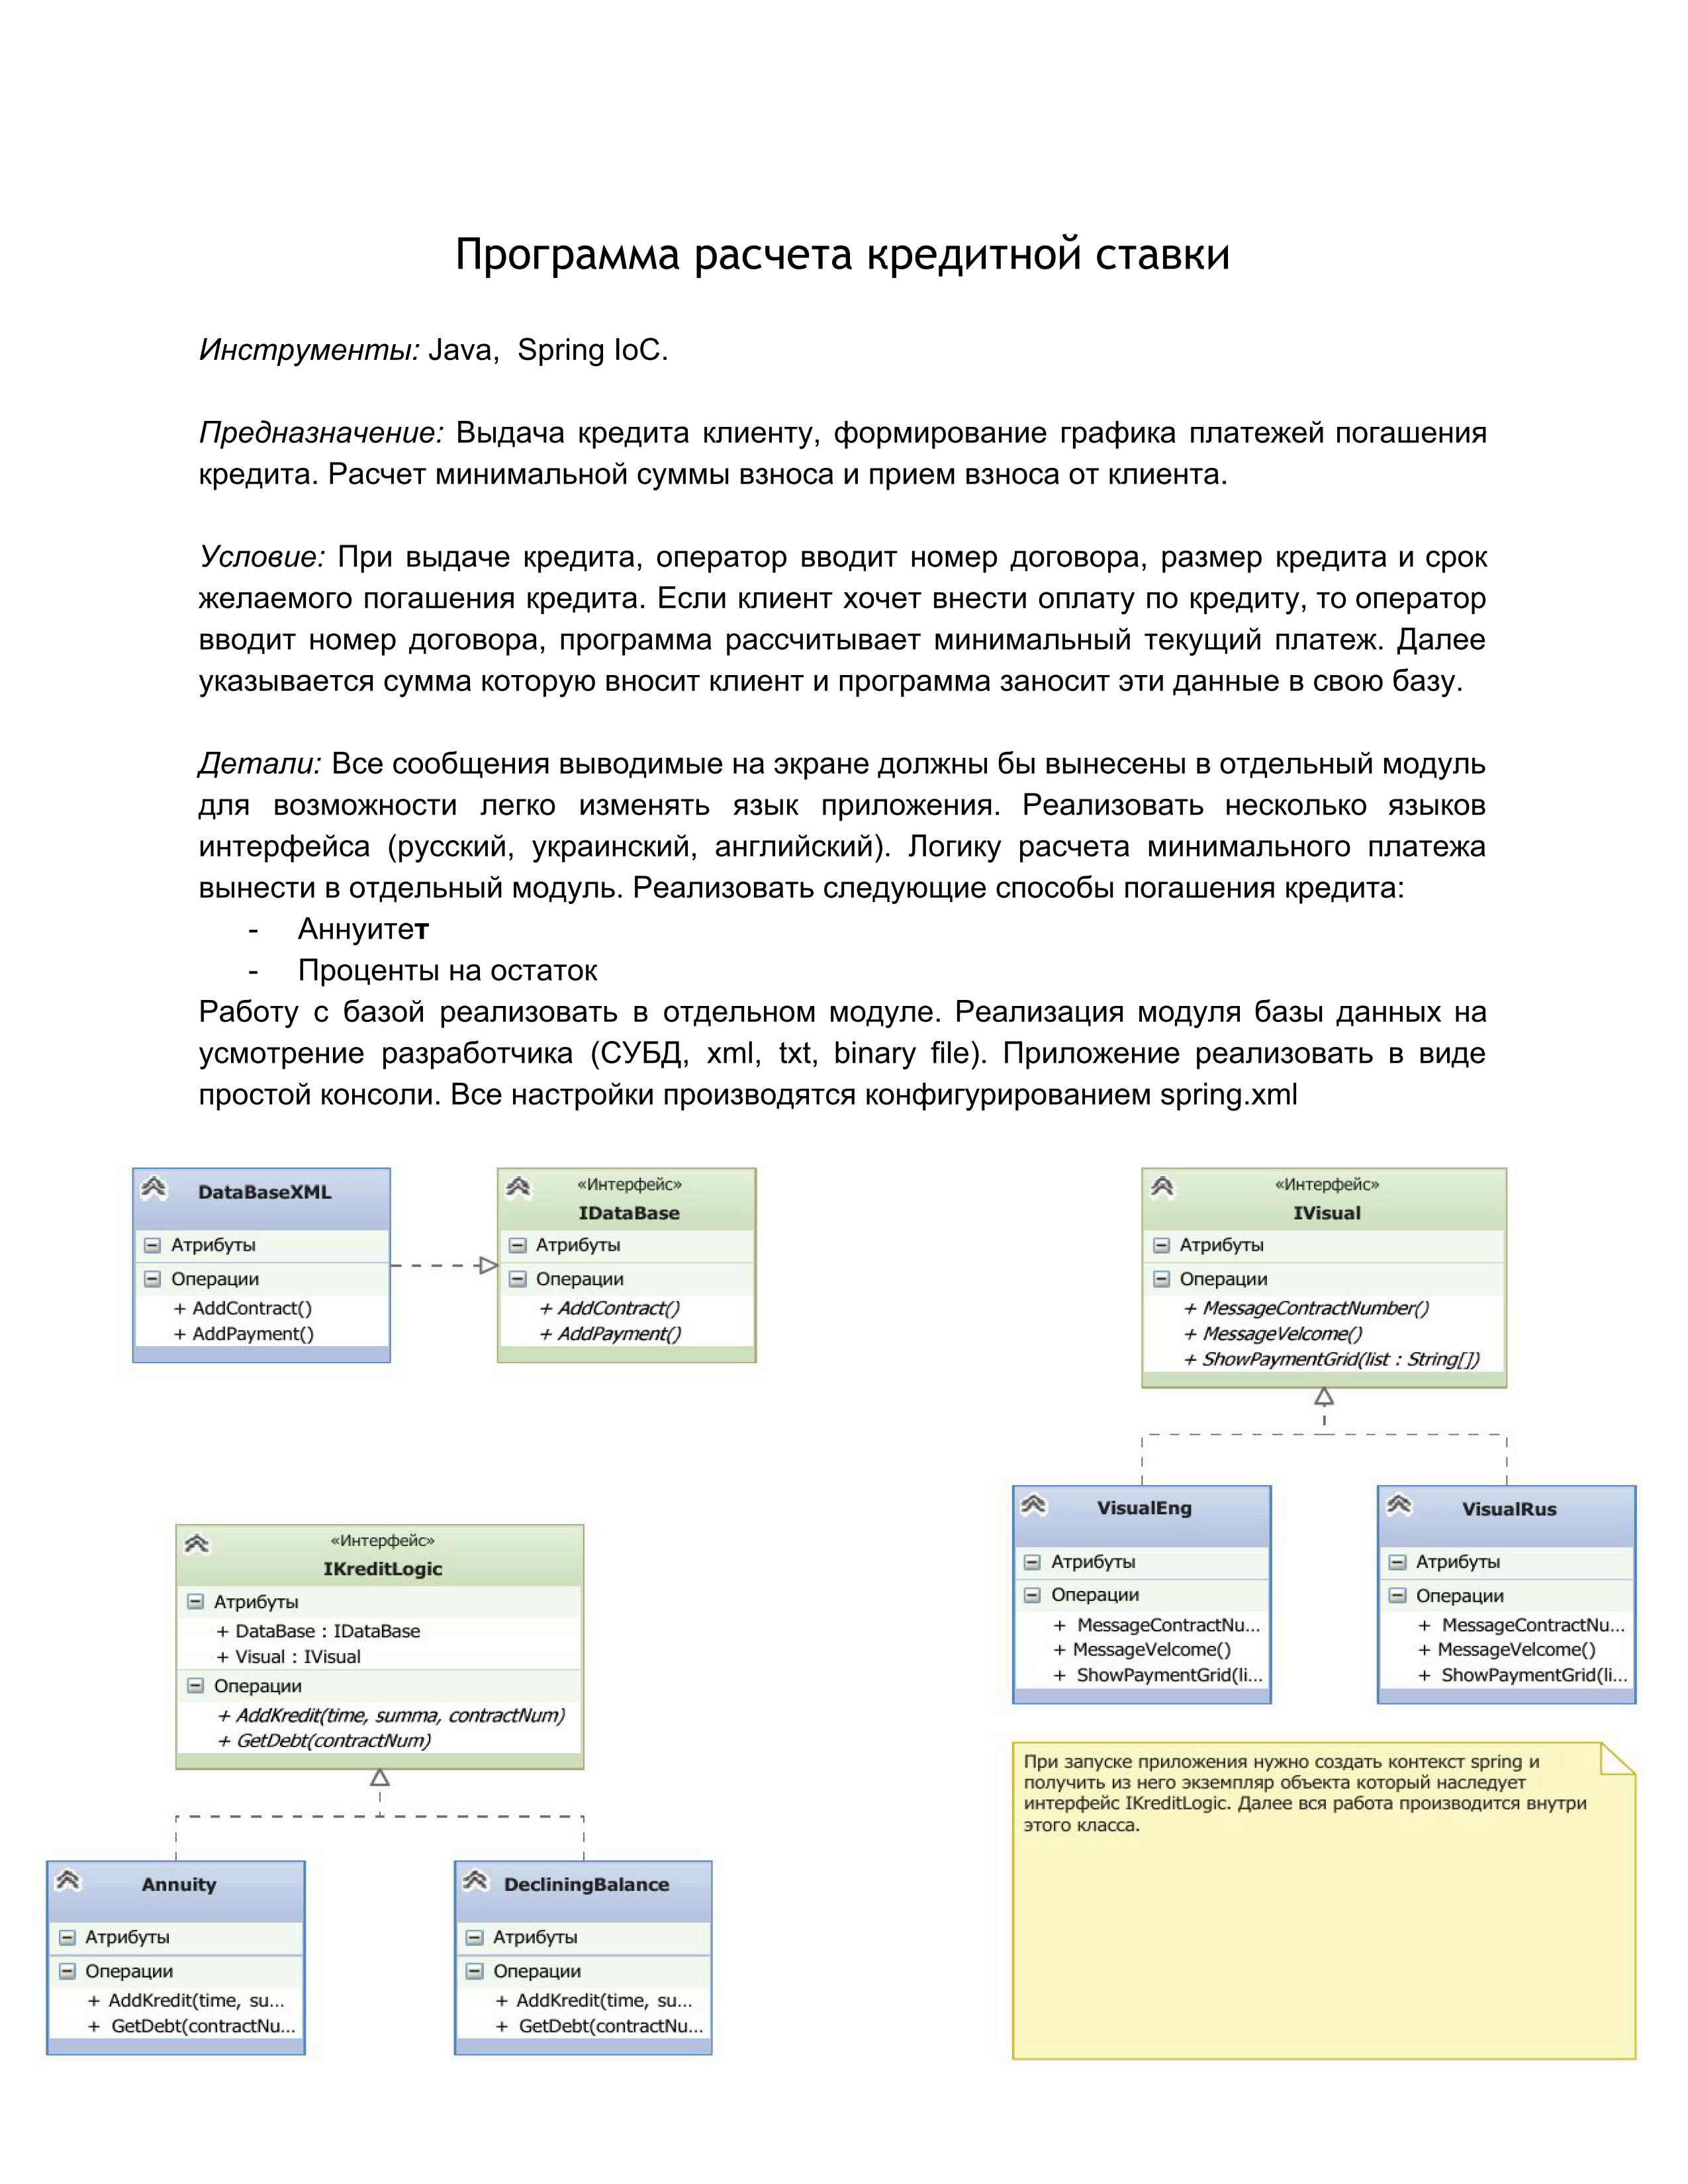 Программа расчета кредитной ставки
Инструменты: Java, Spring IoC.
Предназначение: Выдача кредита клиенту, формирование графика платежей погашения
кредита. Расчет минимальной суммы взноса и прием взноса от клиента.
Условие: При выдаче кредита, оператор вводит номер договора, размер кредита и срок
желаемого погашения кредита. Если клиент хочет внести оплату по кредиту, то оператор
вводит номер договора, программа рассчитывает минимальный текущий платеж. Далее
указывается сумма которую вносит клиент и программа заносит эти данные в свою базу.
Детали: Все сообщения выводимые на экране должны бы вынесены в отдельный модуль
для возможности легко изменять язык приложения. Реализовать несколько языков
интерфейса (русский, украинский, английский). Логику расчета минимального платежа
вынести в отдельный модуль. Реализовать следующие способы погашения кредита:
- Аннуитет
- Проценты на остаток
Работу с базой реализовать в отдельном модуле. Реализация модуля базы данных на
усмотрение разработчика (СУБД, xml, txt, binary file). Приложение реализовать в виде
простой консоли. Все настройки производятся конфигурированием spring.xml
DataBaseXML
Атрибуты
Операции
+ AddContract()
+ AddPayment()
«Интерфейс»
IDataBase
Атрибуты
Операции
+ AddContract()
+ AddPayment()
«Интерфейс»
IVisual
Атрибуты
Операции
+ MessageContractNumber()
+ MessageVelcome()
+ ShowPaymentGrid(list : String[])
VisualEng
Атрибуты
Операции
+ MessageContractNu...
+ MessageVelcome()
+ ShowPaymentGrid(li...
VisualRus
Атрибуты
Операции
+ MessageContractNu...
+ MessageVelcome()
+ ShowPaymentGrid(li...
«Интерфейс»
IKreditLogic
Атрибуты
+ DataBase : IDataBase
+ Visual : IVisual
Операции
+ AddKredit(time, summa, contractNum)
+ GetDebt(contractNum)
Annuity
Атрибуты
Операции
+ AddKredit(time, su...
+ GetDebt(contractNu...
DecliningBalance
Атрибуты
Операции
+ AddKredit(time, su...
+ GetDebt(contractNu...
При запуске приложения нужно создать контекст spring и
получить из него экземпляр объекта который наследует
интерфейс IKreditLogic. Далее вся работа производится внутри
этого класса.